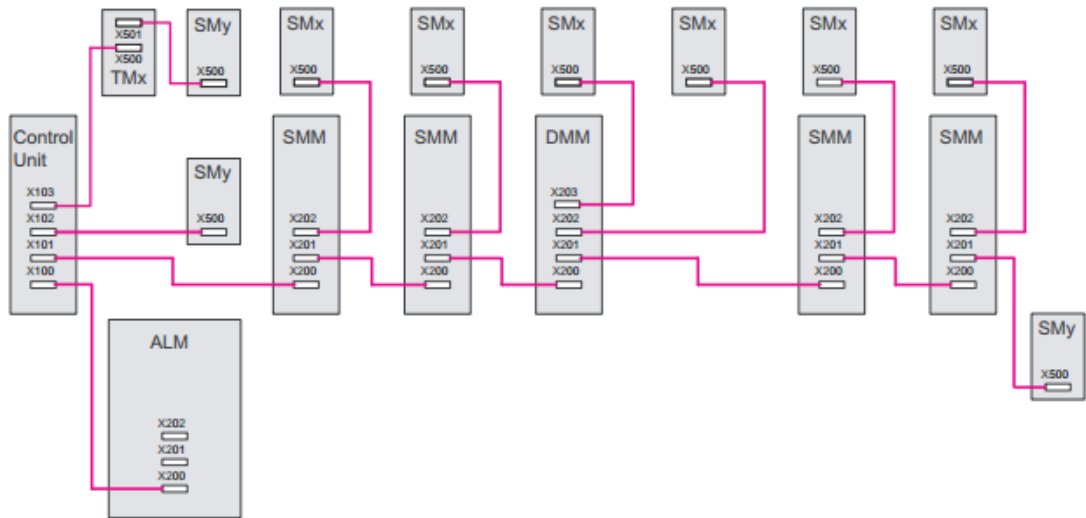 X501
X500
TMx
SMy
X500
SMx
X500
SMx
X500
SMx
X500
SMx
X500
SMx
X500
SMx
X500
Control
Unit
X103
X102
X101
X100
SMy
X500
SMM
X202
X201
X200
SMM
X202
X201
X200
DMM
X203
X202
X201
X200
SMM
X202
X201
X200
SMM
X202
X201
X200
ALM
X202
X201
X200
SMy
X500